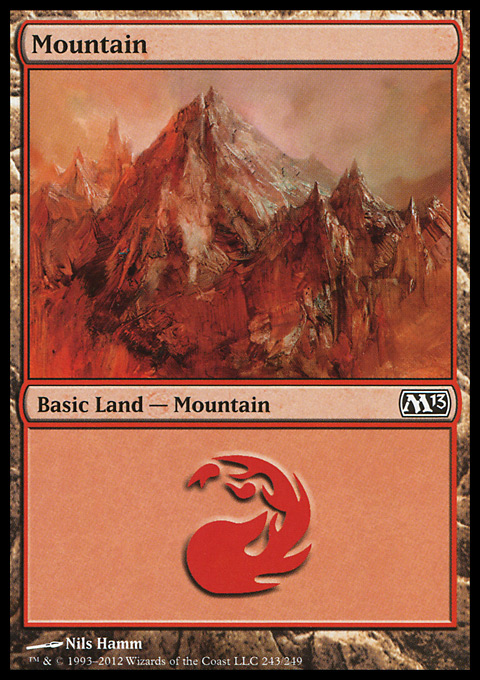 Mountain
Basic Land — Mountain
M13
Nils Hamm
™ & © 1993–2012 Wizards of the Coast LLC 243/249